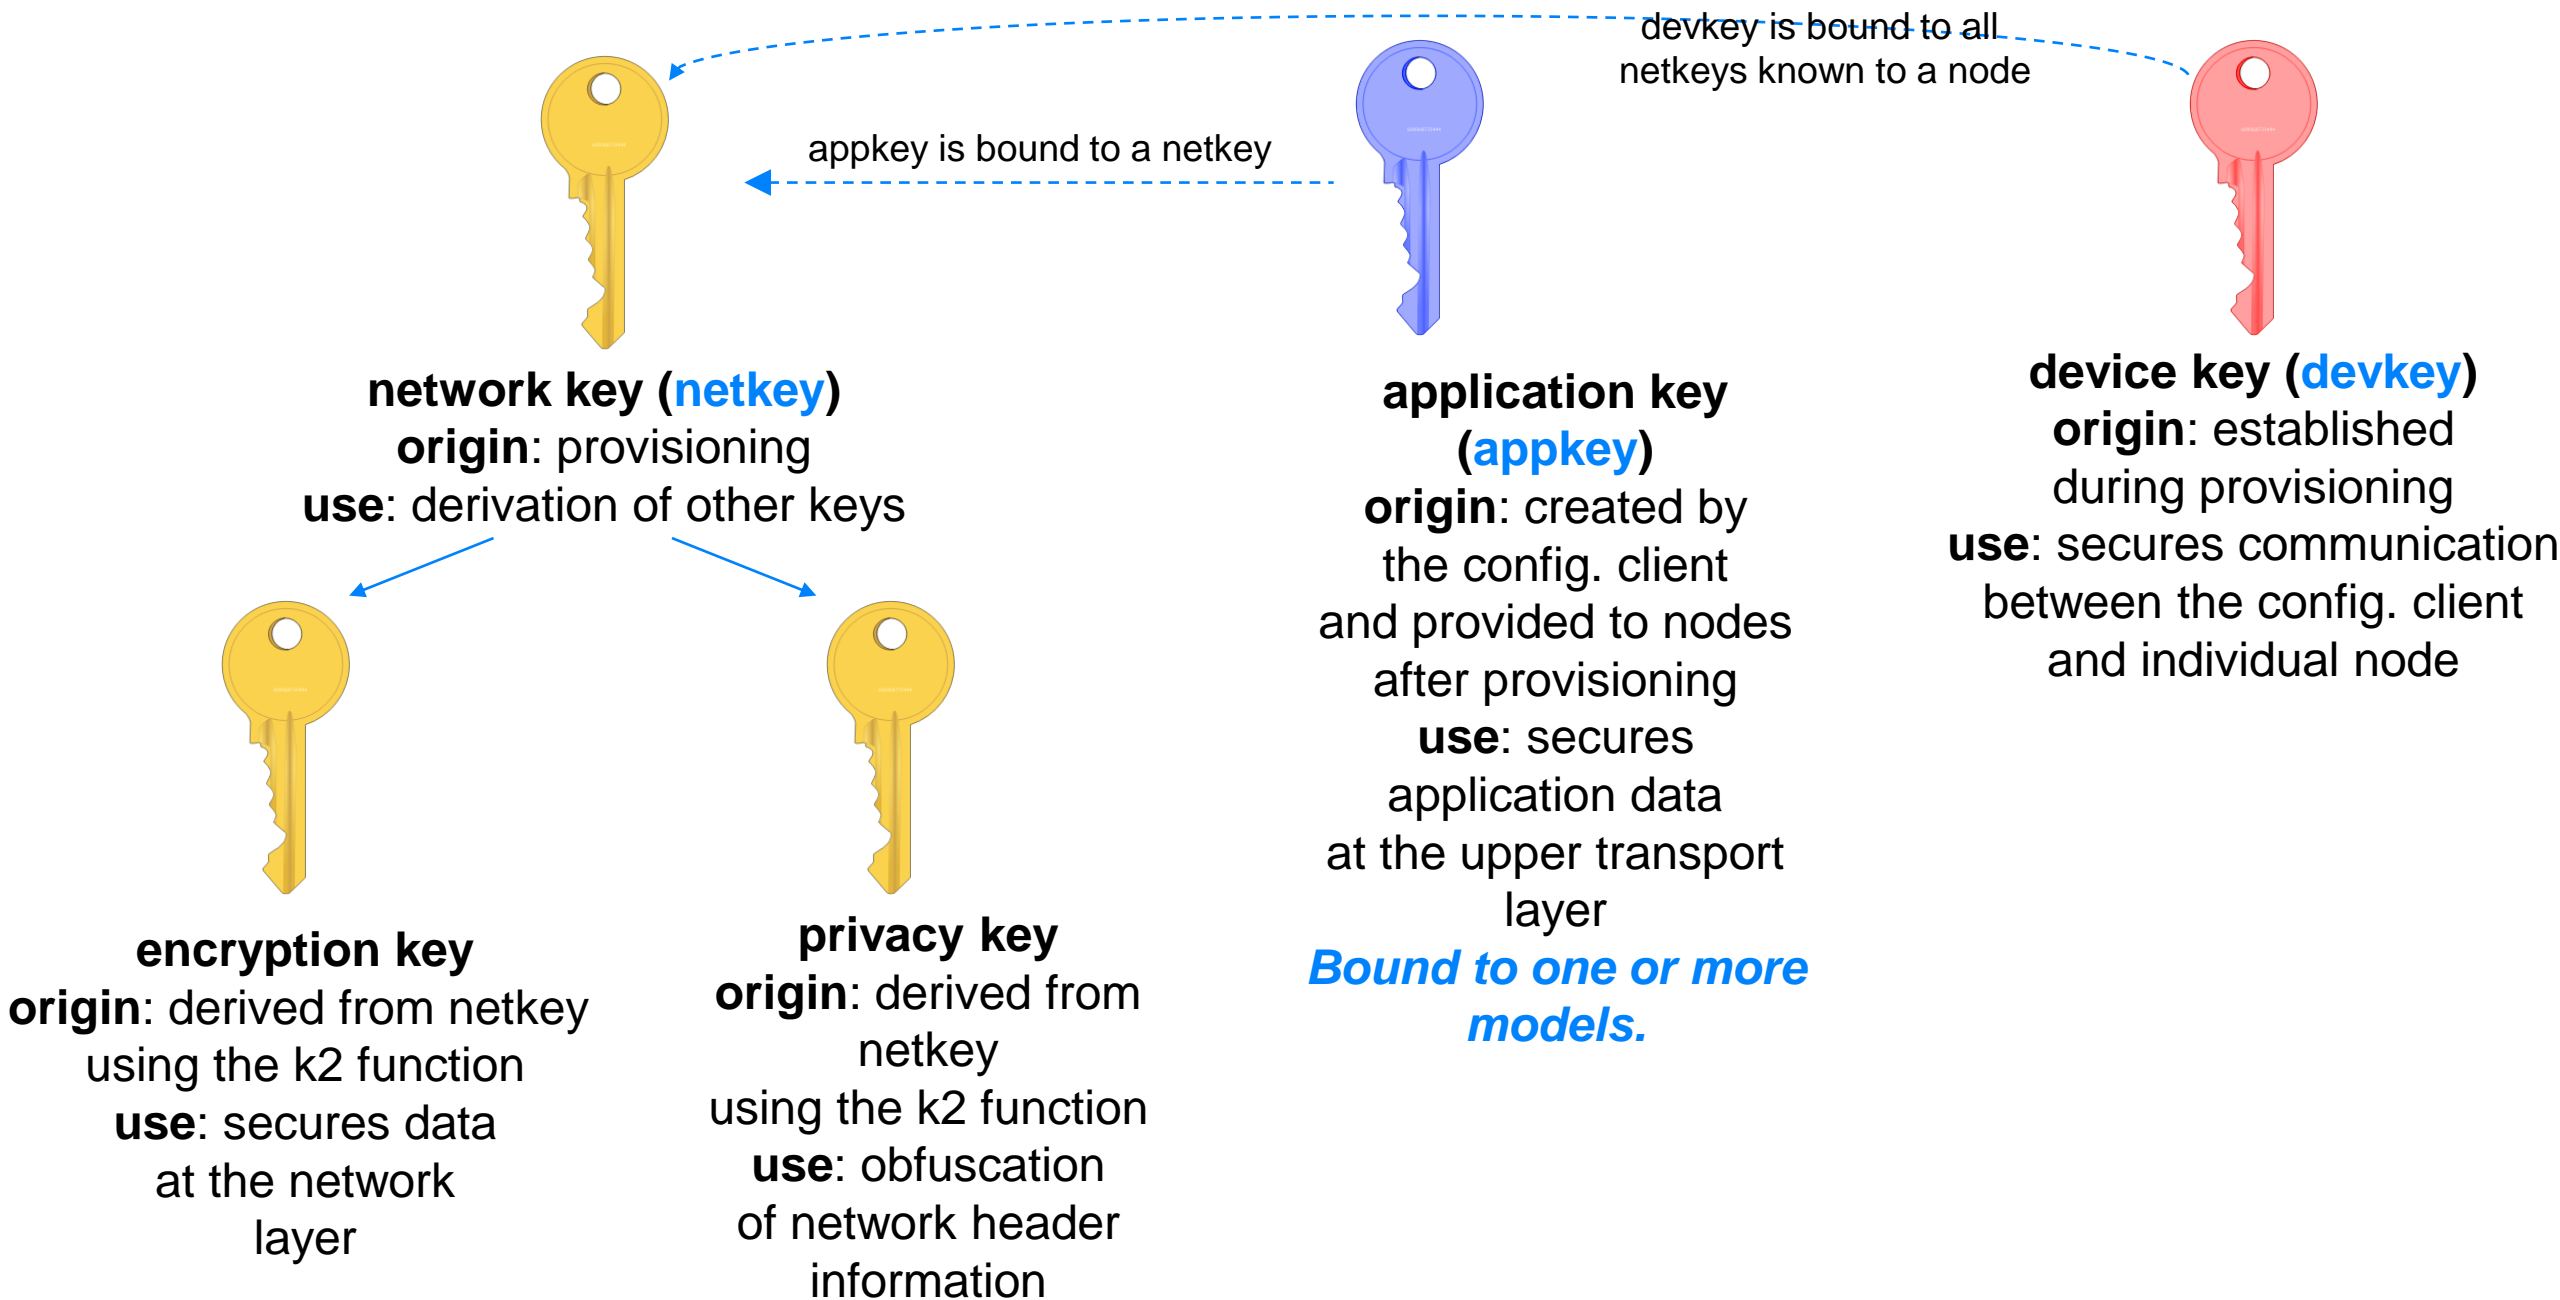 devkey is bound to all
netkeys known to a node
appkey is bound to a netkey
network key (netkey)
origin: provisioning
use: derivation of other keys
application key
(appkey)
origin: created by
the config. client
and provided to nodes
after provisioning
use: secures
application data
at the upper transport
layer
Bound to one or more
models.
device key (devkey)
origin: established
during provisioning
use: secures communication
between the config. client
and individual node
encryption key
origin: derived from netkey
using the k2 function
use: secures data
at the network
layer
privacy key
origin: derived from
netkey
using the k2 function
use: obfuscation
of network header
information